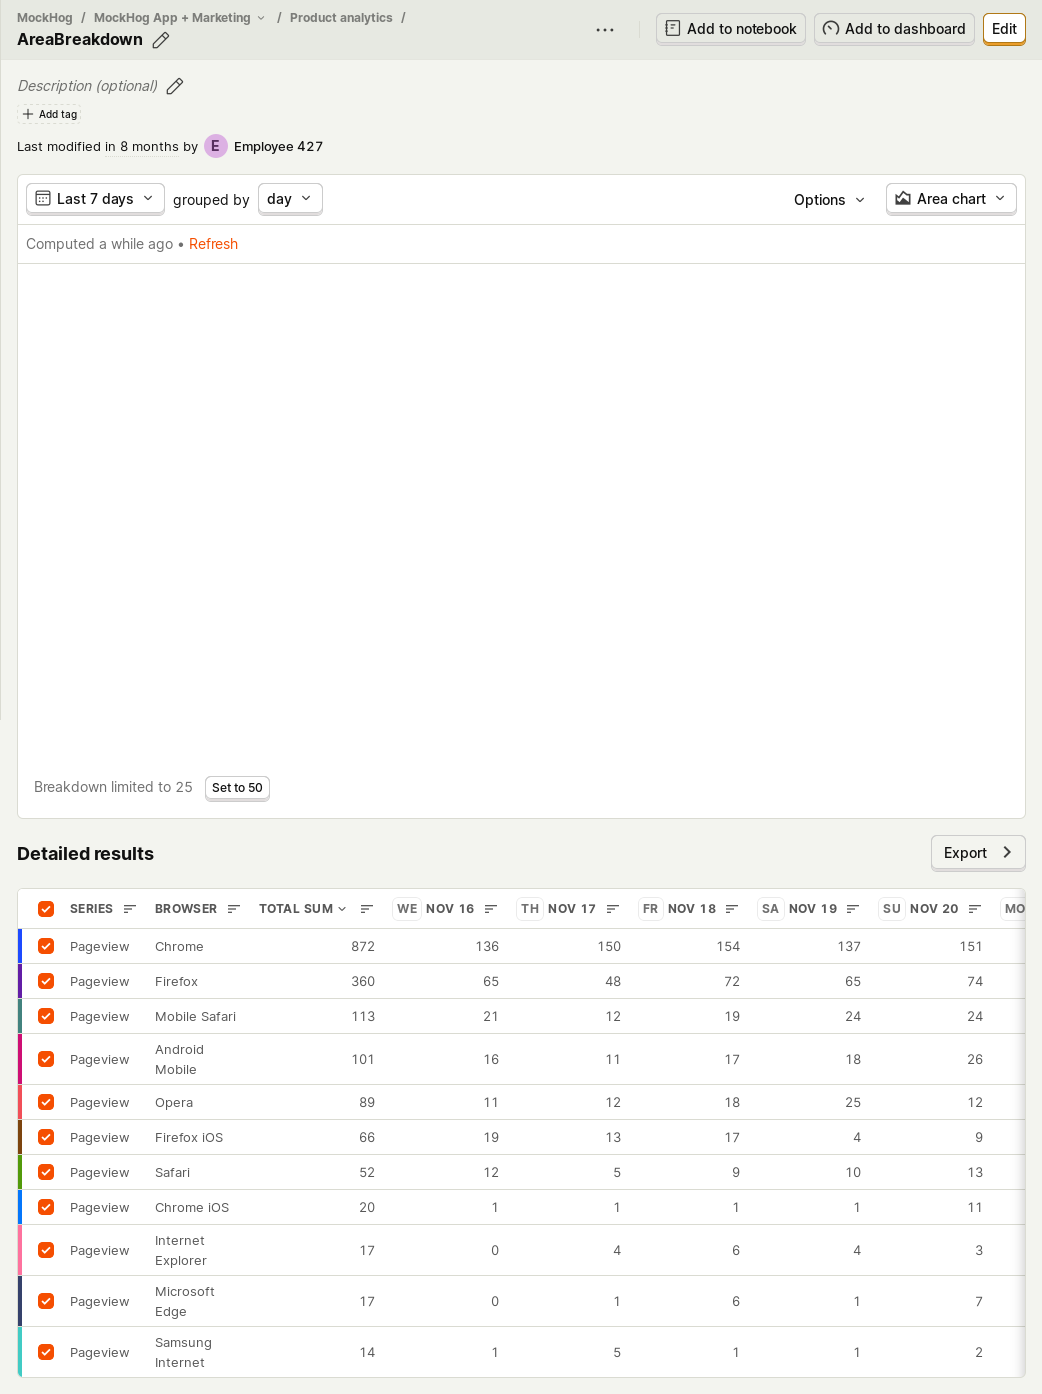 MockHog / MockHog App + Marketing / Product analytics /
AreaBreakdown
Add to notebook
Add to dashboard
Edit
Description (optional)
Add tag
Last modified in 8 months by E Employee 427
Last 7 days grouped by day
Options
Area chart
Computed a while ago • Refresh
Breakdown limited to 25 Set to 50
Detailed results
Export
SERIES BROWSER TOTAL SUM WE NOV 16 TH NOV 17 FR NOV 18 SA NOV 19 SU NOV 20 MO
Pageview Chrome 872 136 150 154 137 151
Pageview Firefox 360 65 48 72 65 74
Pageview Mobile Safari 113 21 12 19 24 24
Pageview Android Mobile 101 16 11 17 18 26
Pageview Opera 89 11 12 18 25 12
Pageview Firefox iOS 66 19 13 17 4 9
Pageview Safari 52 12 5 9 10 13
Pageview Chrome iOS 20 1 1 1 1 11
Pageview Internet Explorer 17 0 4 6 4 3
Pageview Microsoft Edge 17 0 1 6 1 7
Pageview Samsung Internet 14 1 5 1 1 2